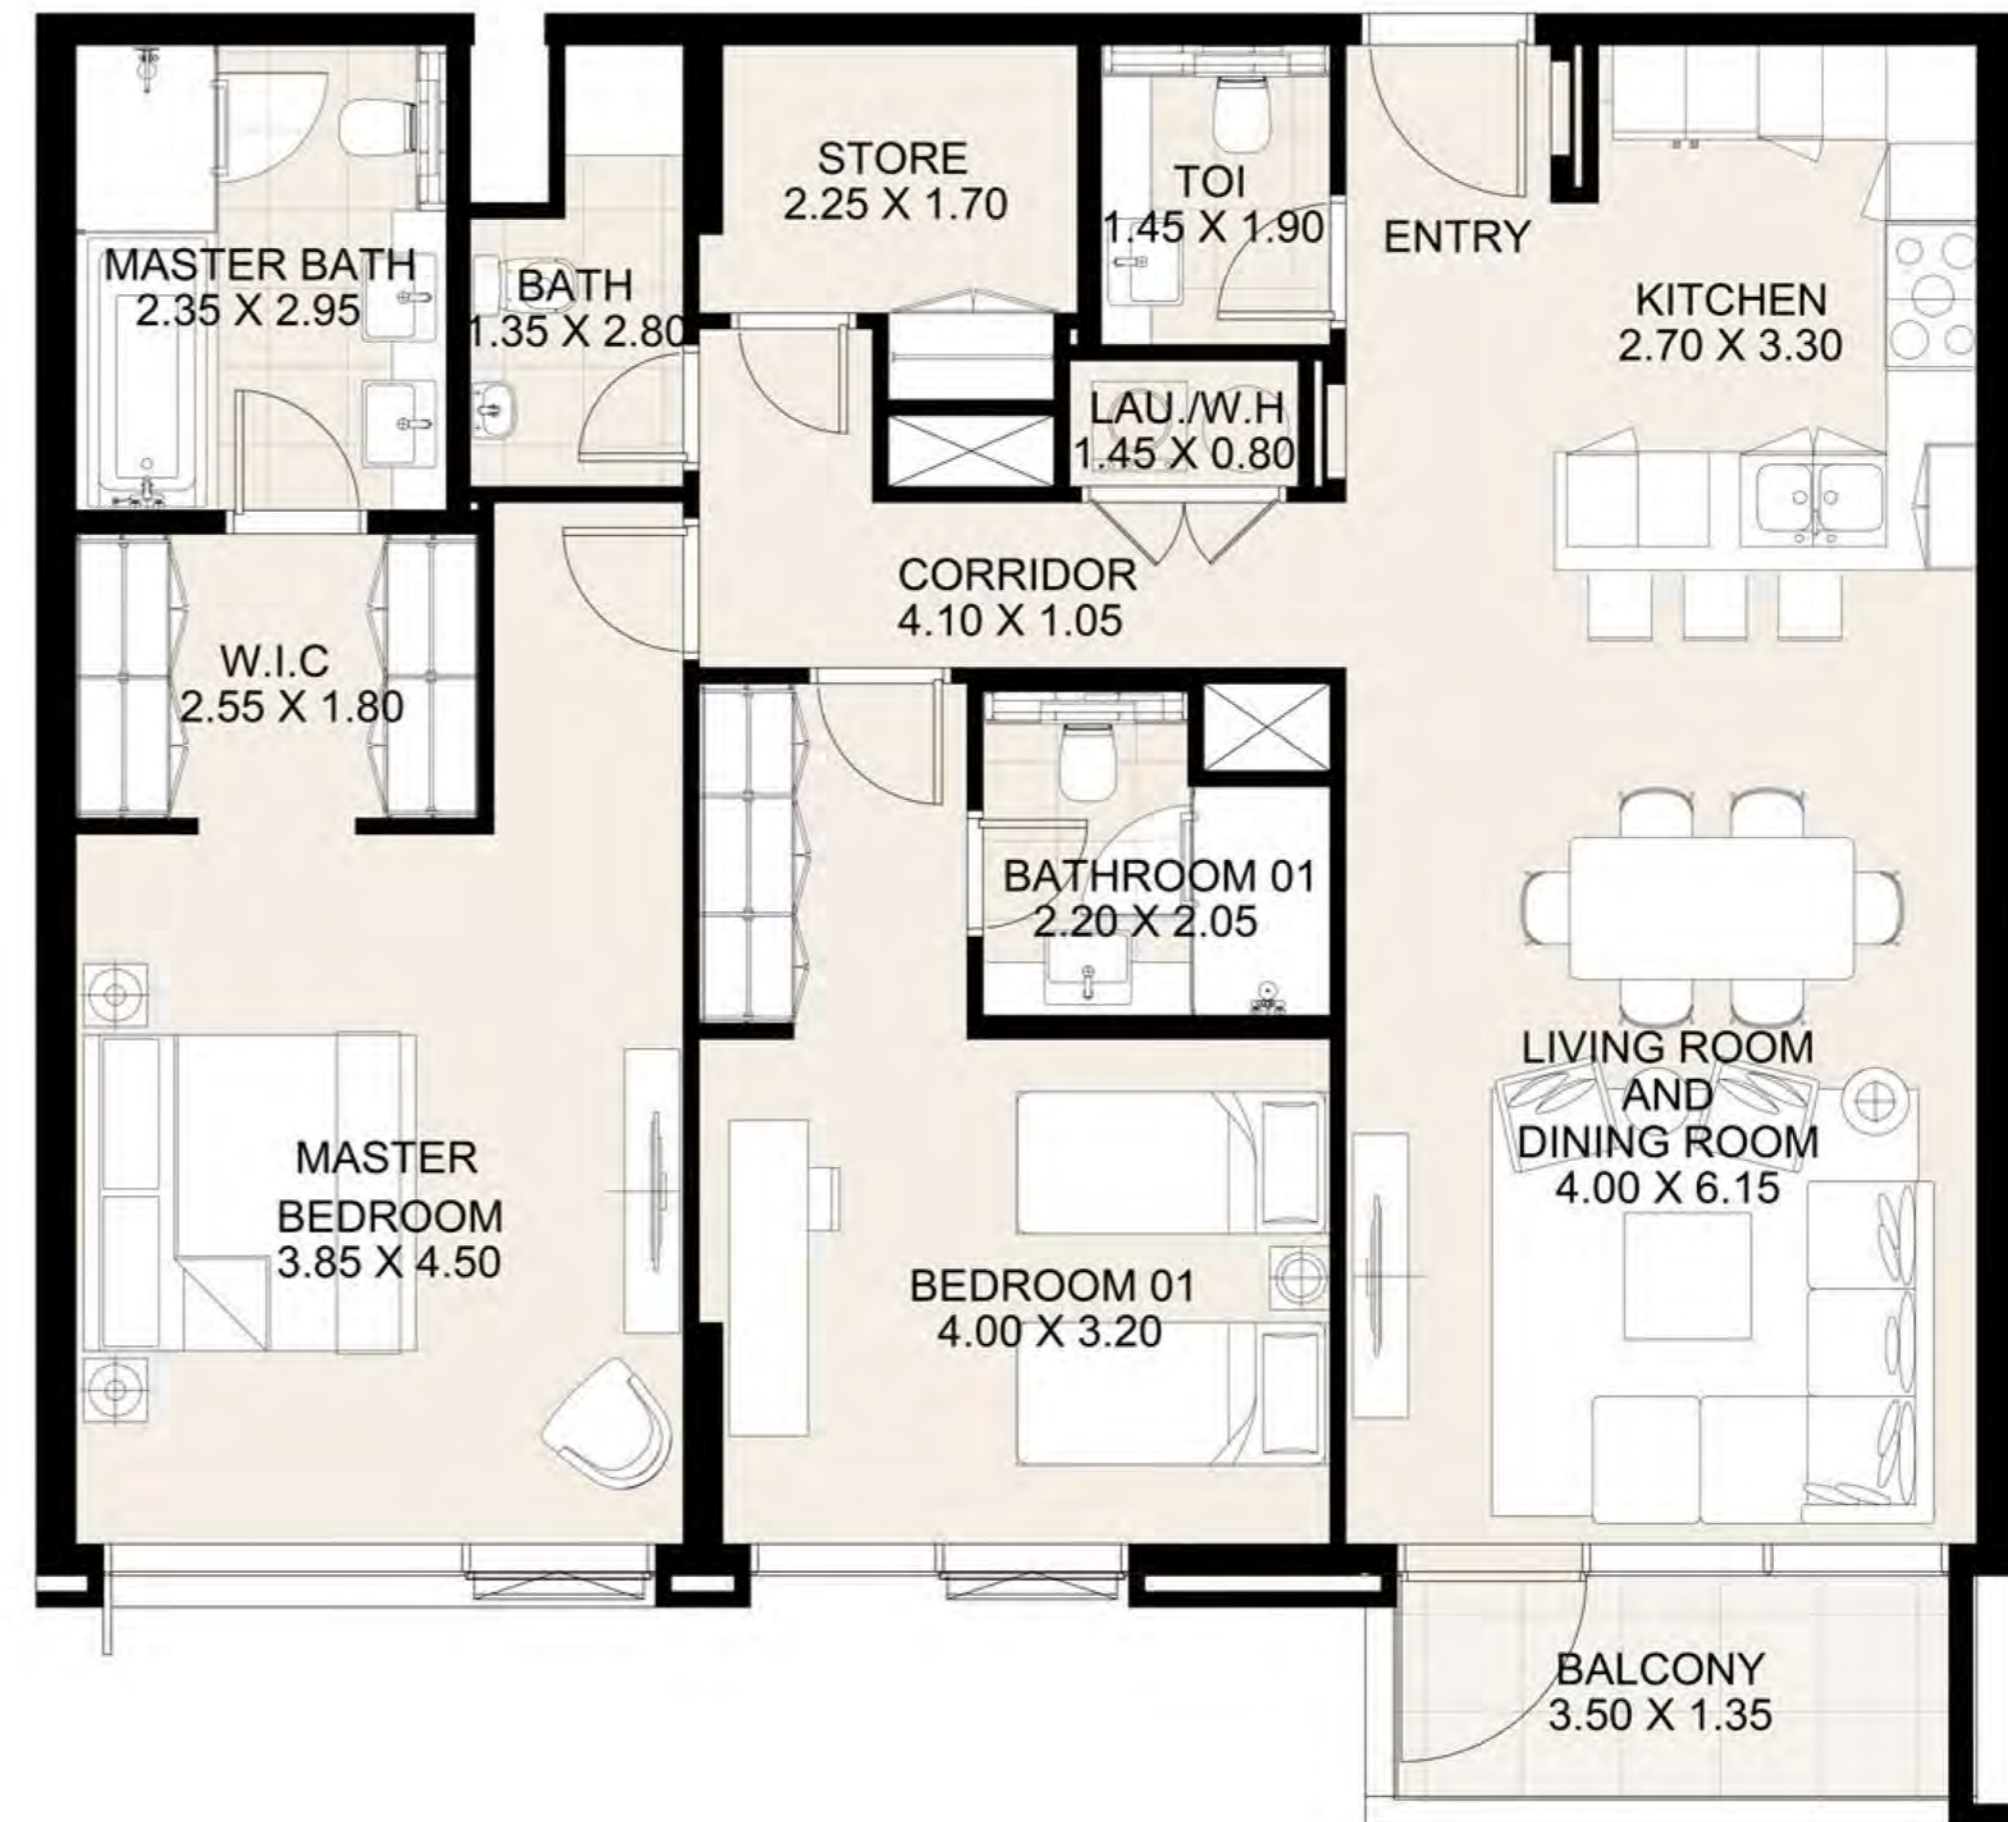 MASTER BATH
2.35 X 2.95
BATH
1.35 X 2.80
STORE
2.25 X 1.70
TOI
1.45 X 1.90
ENTRY
KITCHEN
2.70 X 3.30
LAU./W.H
1.45 X 0.80
CORRIDOR
4.10 X 1.05
W.I.C
2.55 X 1.80
BATHROOM 01
2.20 X 2.05
LIVING ROOM
AND
DINING ROOM
4.00 X 6.15
MASTER
BEDROOM
3.85 X 4.50
BEDROOM 01
4.00 X 3.20
BALCONY
3.50 X 1.35